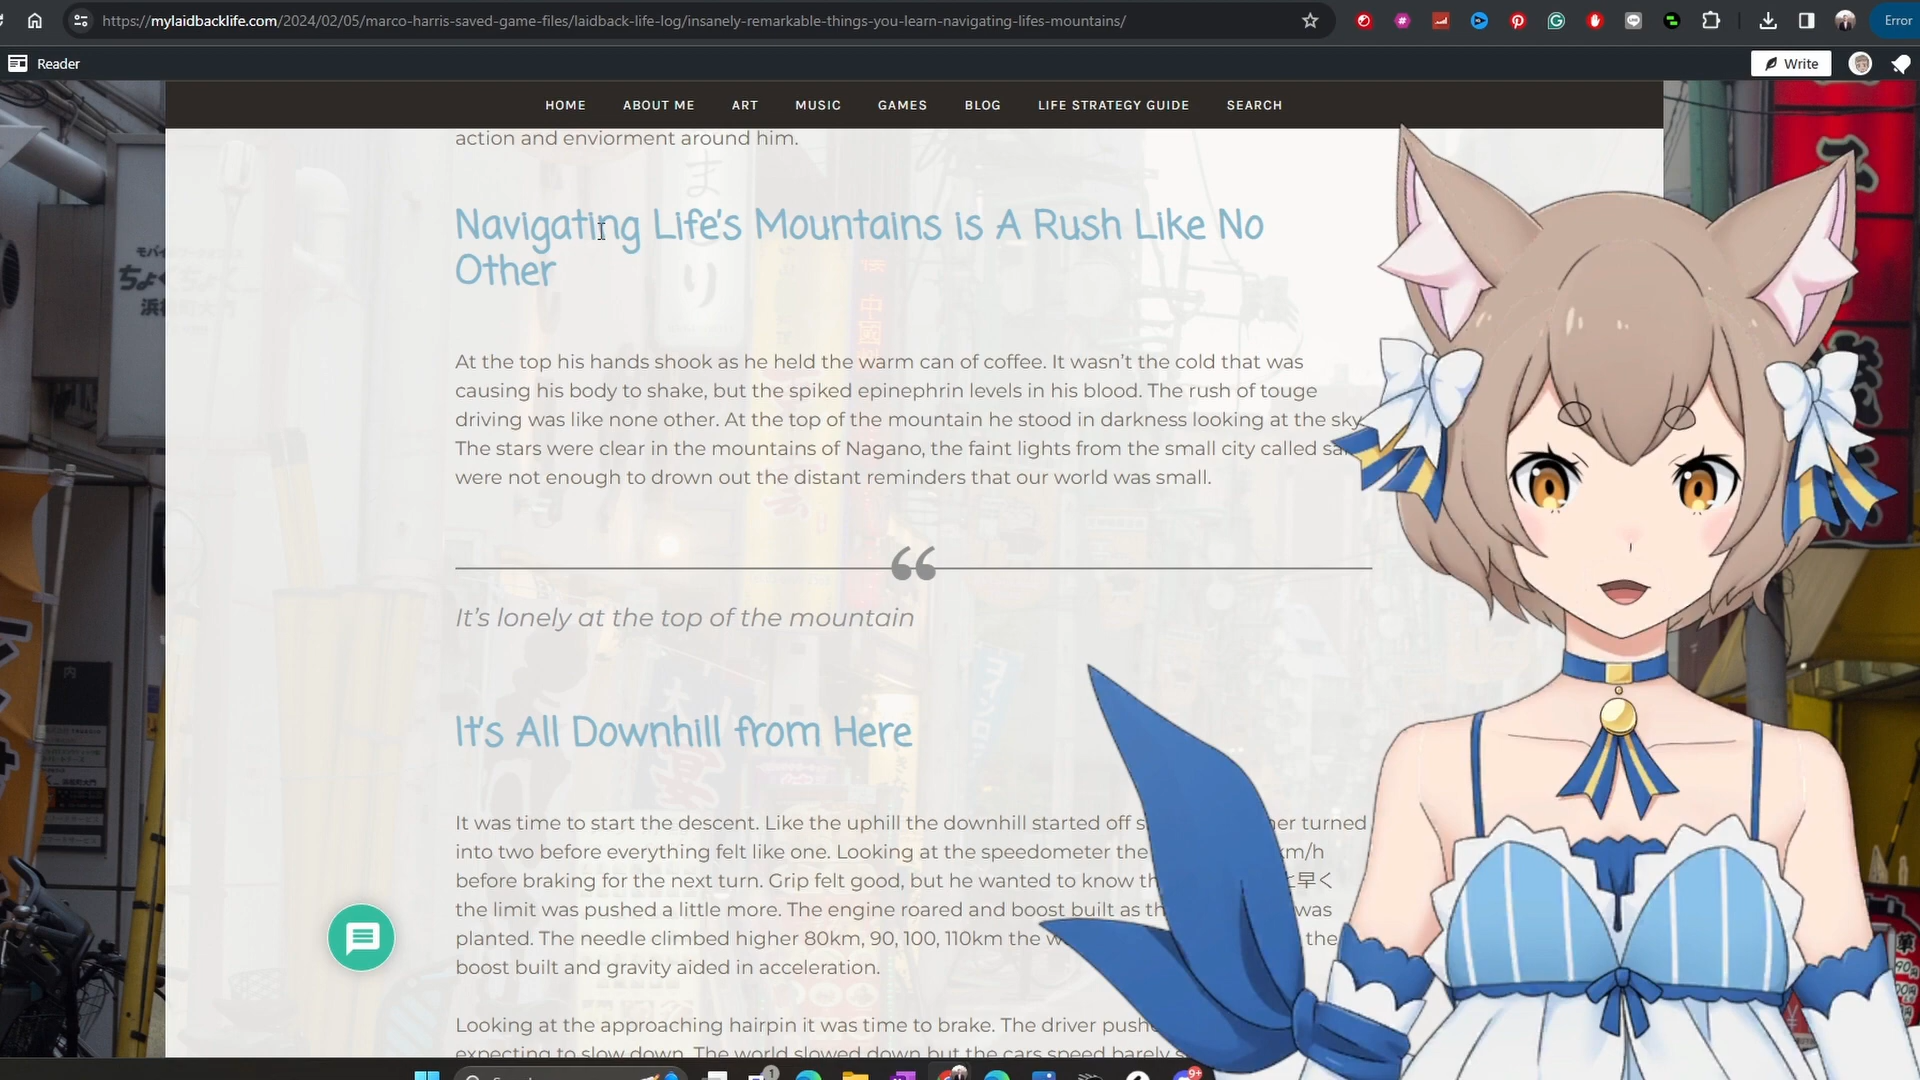 https://mylaidbacklife.com/2024/02/05/marco-harris-saved-game-files/laidback-life-log/insanely-remarkable-things-you-learn-navigating-lifes-mountains/
Error
Reader
Write
HOME ABOUT ME ART MUSIC GAMES BLOG LIFE STRATEGY GUIDE SEARCH
action and enviorment around him.
Navigating Life's Mountains is A Rush Like No
Other
At the top his hands shook as he held the warm can of coffee. It wasn't the cold that was
causing his body to shake, but the spiked epinephrin levels in his blood. The rush of touge
driving was like none other. At the top of the mountain he stood in darkness looking at the sky.
The stars were clear in the mountains of Nagano, the faint lights from the small city called
were not enough to drown out the distant reminders that our world was small.
It's lonely at the top of the mountain
It's All Downhill from Here
It was time to start the descent. Like the uphill the downhill started off turned
into two before everything felt like one. Looking at the speedometer the km/h
before braking for the next turn. Grip felt good, but he wanted to know 早く
the limit was pushed a little more. The engine roared and boost built as was
planted. The needle climbed higher 80km, 90, 100, 110km the the
boost built and gravity aided in acceleration.
Looking at the approaching hairpin it was time to brake. The driver
expecting to slow down. The world slowed down but the cars speed barely
1
9+